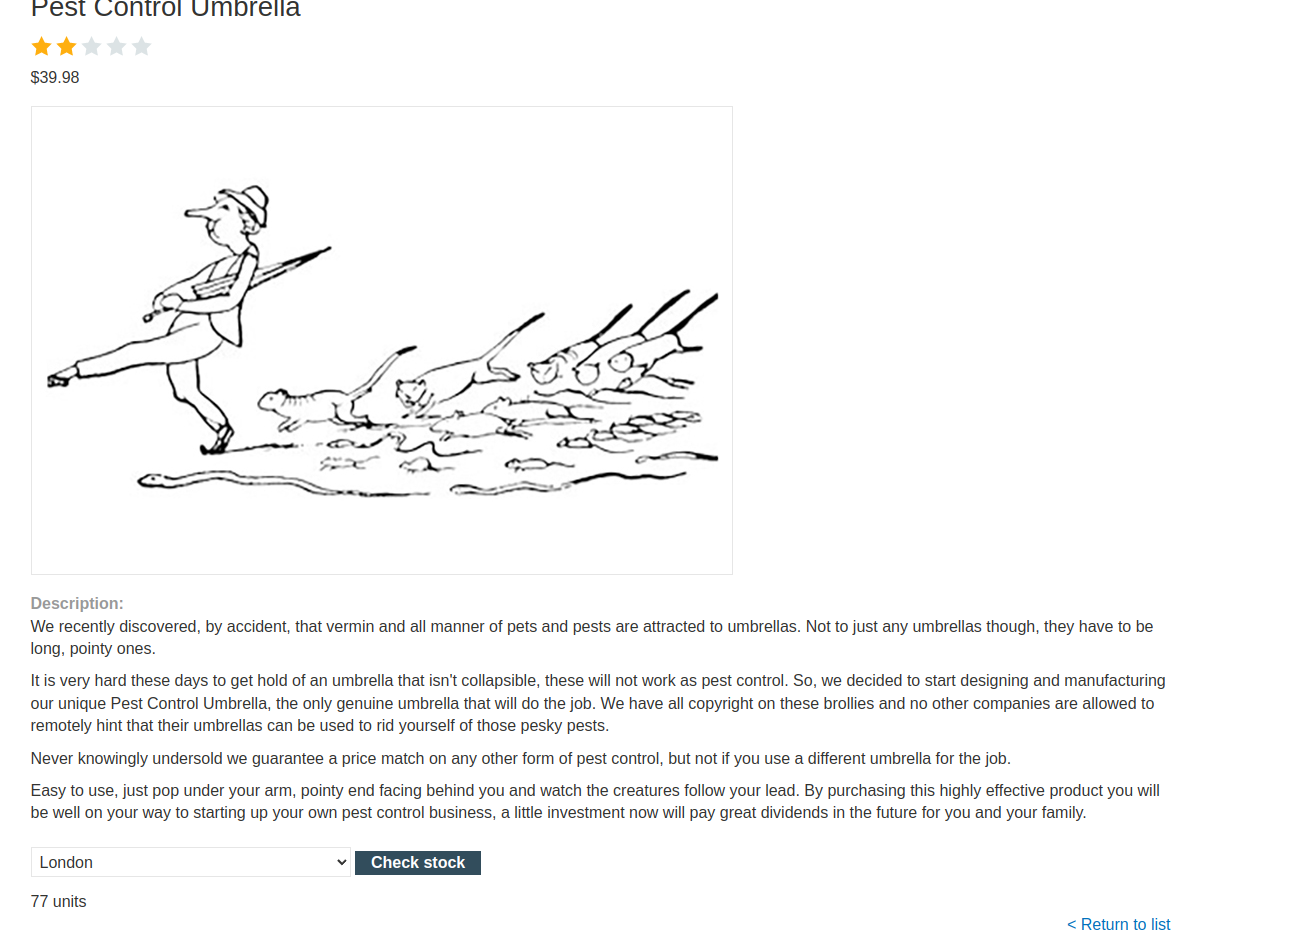 Pest Control Umbrella
$39.98
Description:
We recently discovered, by accident, that vermin and all manner of pets and pests are attracted to umbrellas. Not to just any umbrellas though, they have to be
long, pointy ones.
It is very hard these days to get hold of an umbrella that isn't collapsible, these will not work as pest control. So, we decided to start designing and manufacturing
our unique Pest Control Umbrella, the only genuine umbrella that will do the job. We have all copyright on these brollies and no other companies are allowed to
remotely hint that their umbrellas can be used to rid yourself of those pesky pests.
Never knowingly undersold we guarantee a price match on any other form of pest control, but not if you use a different umbrella for the job.
Easy to use, just pop under your arm, pointy end facing behind you and watch the creatures follow your lead. By purchasing this highly effective product you will
be well on your way to starting up your own pest control business, a little investment now will pay great dividends in the future for you and your family.
London Check stock
77 units
< Return to list